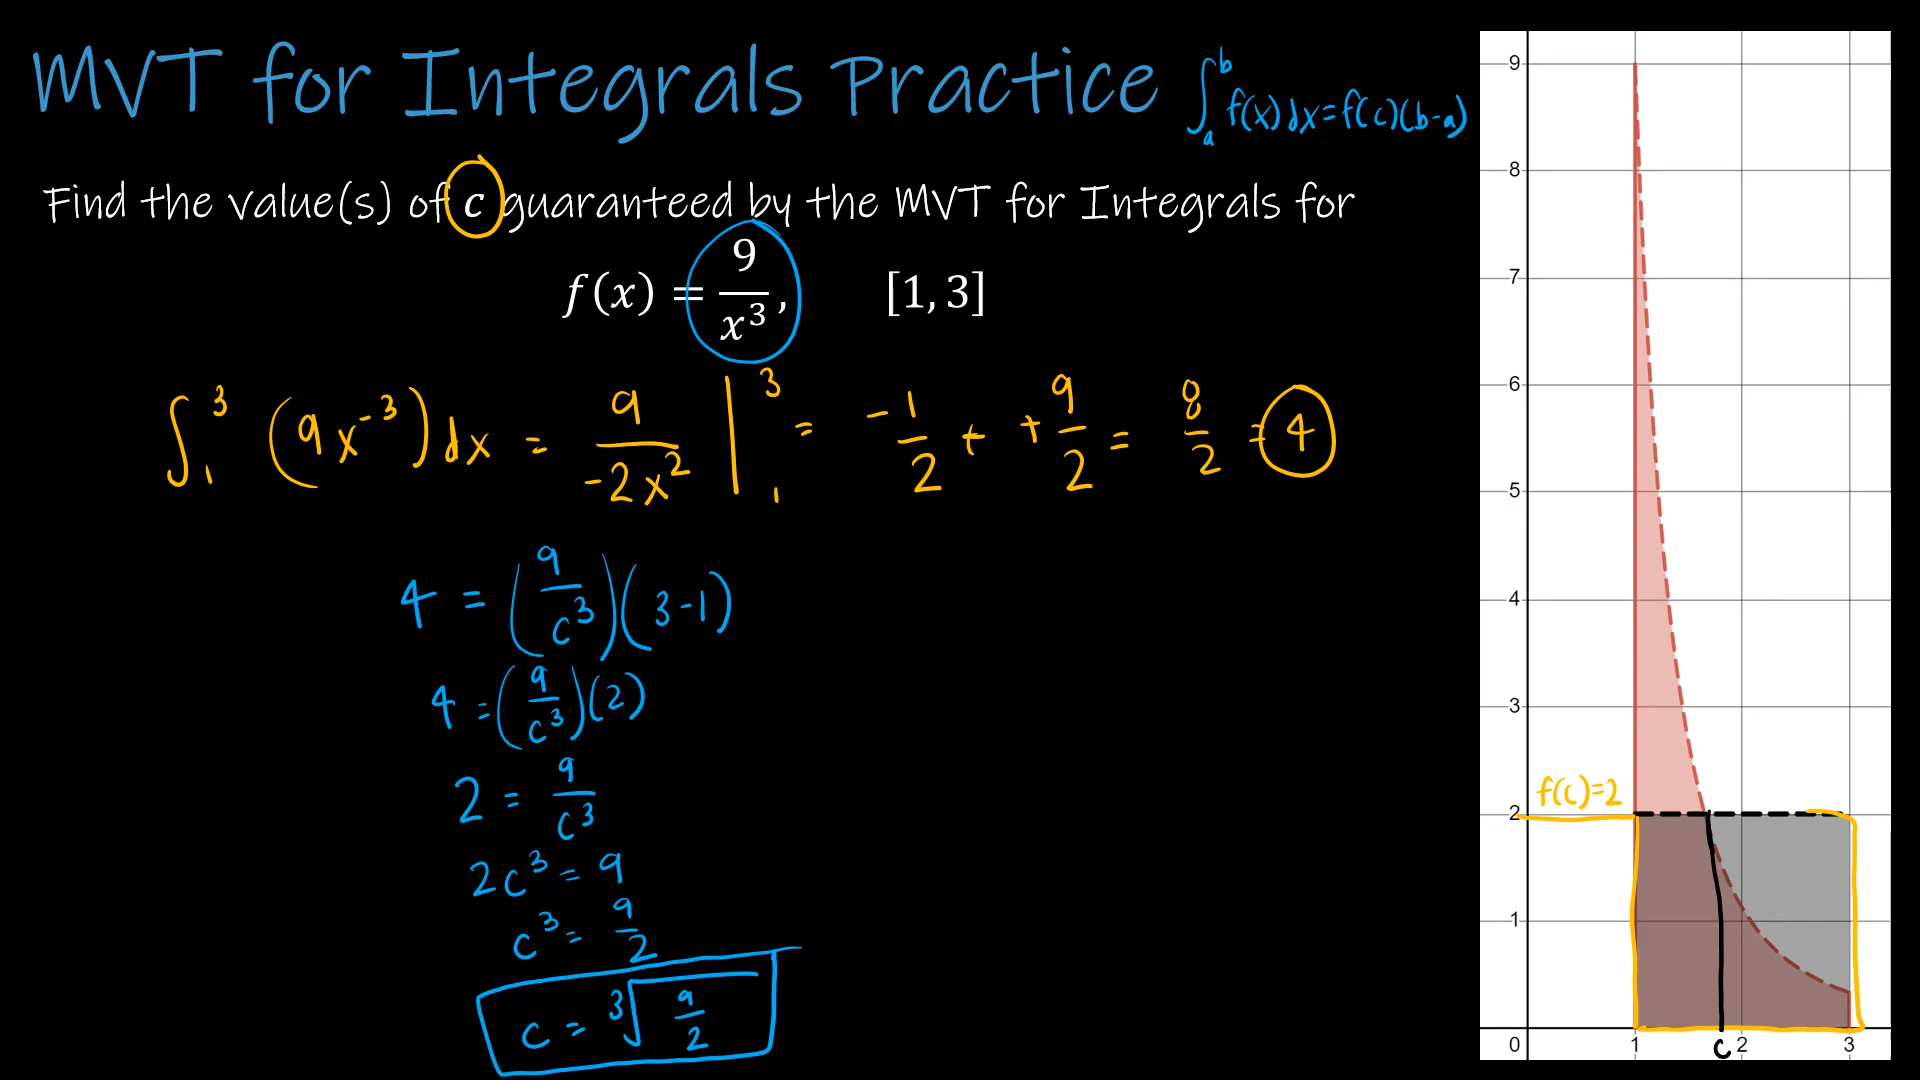 MVT for Integrals Practice
∫_a^b f(x)dx=f(c)(b-a)
Find the value(s) of c guaranteed by the MVT for Integrals for
f(x) = 9/x³, [1,3]
∫_1^3 (9x⁻³)dx = 9/(-2x²) |_1^3 = -1/2 + +9/2 = 8/2 = 4
4 = (9/c³)(3-1)
4 = (9/c³)(2)
2 = 9/c³
2c³ = 9
c³ = 9/2
c = ∛(9/2)
9
8
7
6
5
4
3
f(c)=2
2
1
0 1 c 2 3